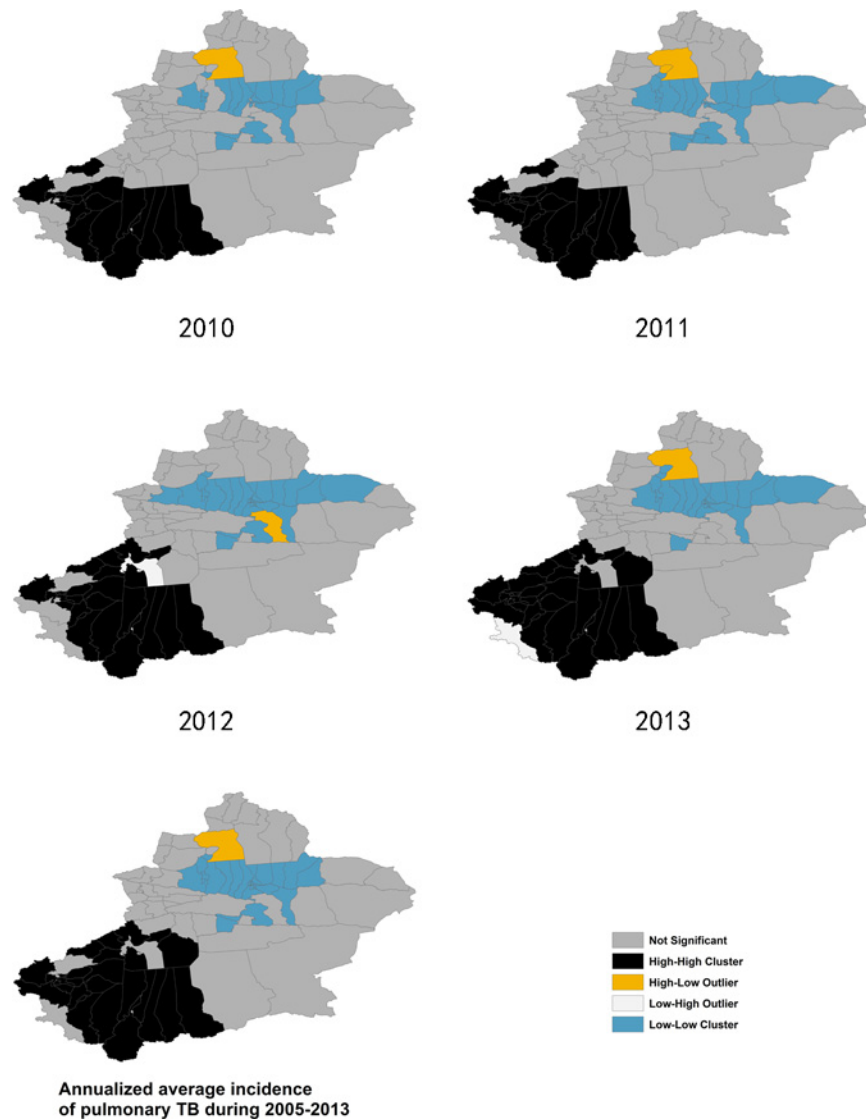 2010
2011
2012
2013
Not Significant
High-High Cluster
High-Low Outlier
Low-High Outlier
Low-Low Cluster
Annualized average incidence
of pulmonary TB during 2005-2013